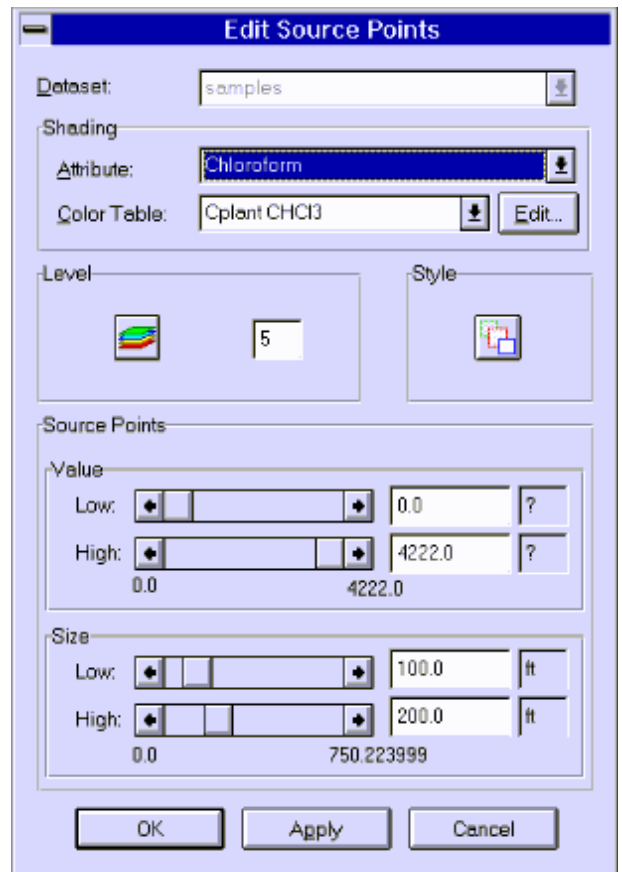 Edit Source Points
Dataset: samples
Shading
Attribute: Chloroform
Color Table: Cplant CHCl3 Edit...
Level Style
5
Source Points
Value
Low: 0.0 ?
High: 4222.0 ?
0.0 4222.0
Size
Low: 100.0 ft
High: 200.0 ft
0.0 750.223999
OK Apply Cancel